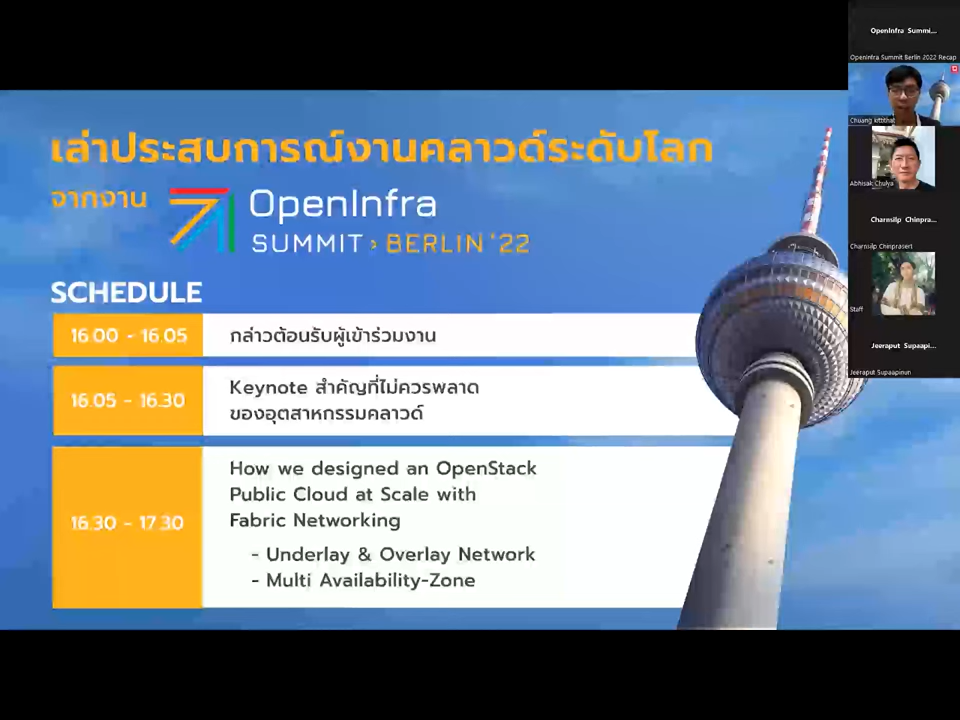 เล่าประสบการณ์งานคลาวด์ระดับโลก
จากงาน
OpenInfra
SUMMIT › BERLIN '22
SCHEDULE
16.00 - 16.05
กล่าวต้อนรับผู้เข้าร่วมงาน
16.05 - 16.30
Keynote สำคัญที่ไม่ควรพลาด
ของอุตสาหกรรมคลาวด์
16.30 - 17.30
How we designed an OpenStack
Public Cloud at Scale with
Fabric Networking
- Underlay & Overlay Network
- Multi Availability-Zone
OpenInfra Summi...
OpenInfra Summit Berlin 2022 Recap
Chuang kittithat
Abhisak Chulya
Charnsilp Chinpra...
Charnsilp Chinprasert
Staff
Jeeraput Supaapi...
Jeeraput Supaapinun